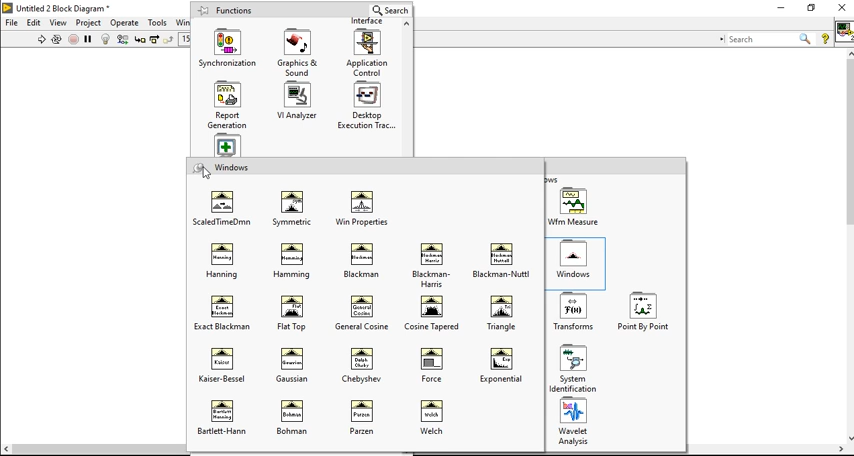 Untitled 2 Block Diagram *
File Edit View Project Operate Tools Win
15
Search
Functions
Search
Interface
Synchronization
Graphics &
Sound
Application
Control
Report
Generation
VI Analyzer
Desktop
Execution Trac...
Windows
ScaledTimeDmn
Symmetric
Win Properties
Hanning
Hamming
Blackman
Blackman-
Harris
Blackman-Nuttl
Exact Blackman
Flat Top
General Cosine
Cosine Tapered
Triangle
Kaiser-Bessel
Gaussian
Chebyshev
Force
Exponential
Bartlett-Hann
Bohman
Parzen
Welch
ows
Wfm Measure
Windows
Transforms
Point By Point
System
Identification
Wavelet
Analysis